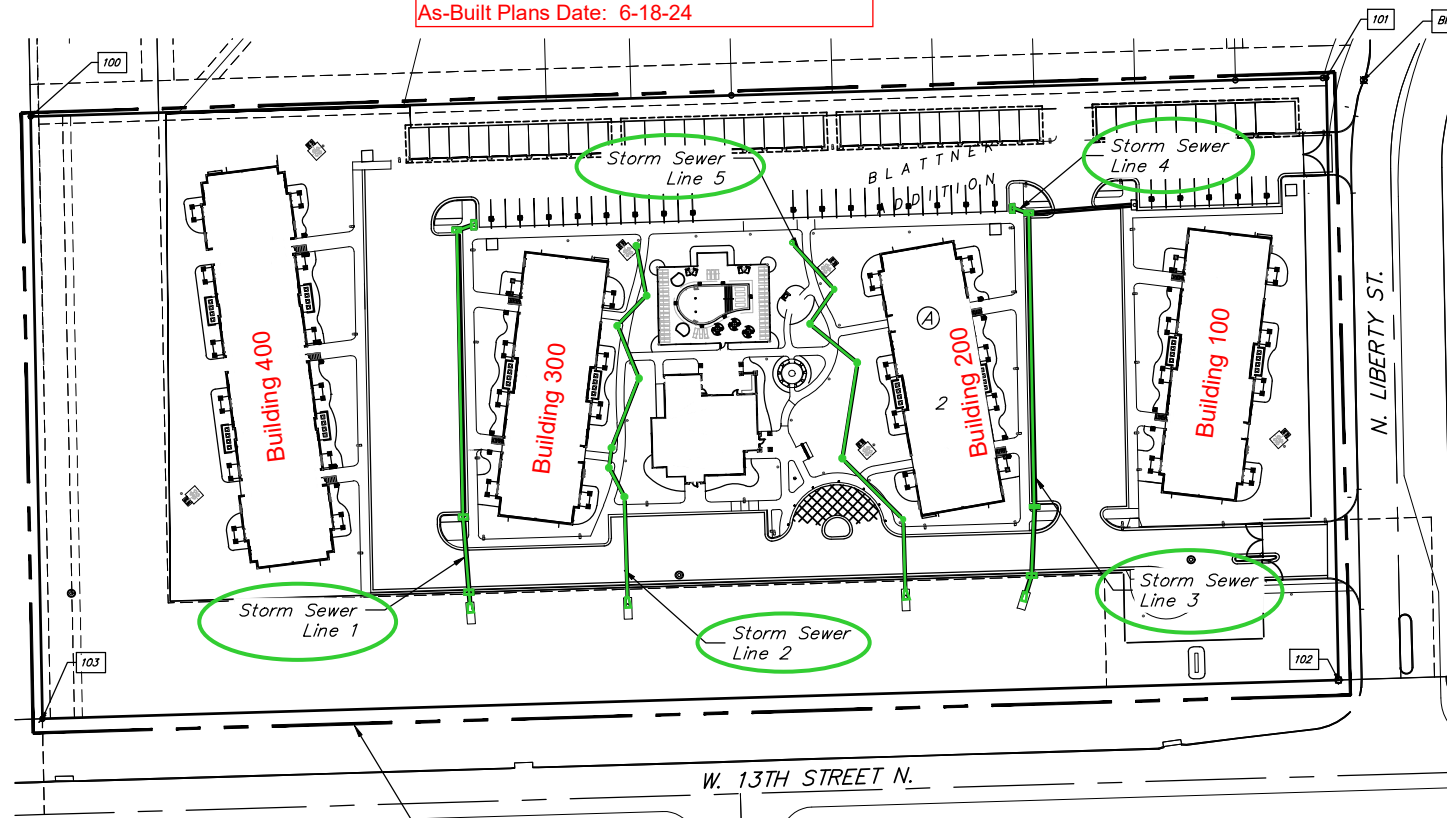 As-Built Plans Date: 6-18-24
101
100
Storm Sewer
Line 5
BLATTNER
ADDITION
Storm Sewer
Line 4
N. LIBERTY ST.
Building 400
Building 300
A
2
Building 200
Building 100
Storm Sewer
Line 1
Storm Sewer
Line 2
Storm Sewer
Line 3
103
102
W. 13TH STREET N.